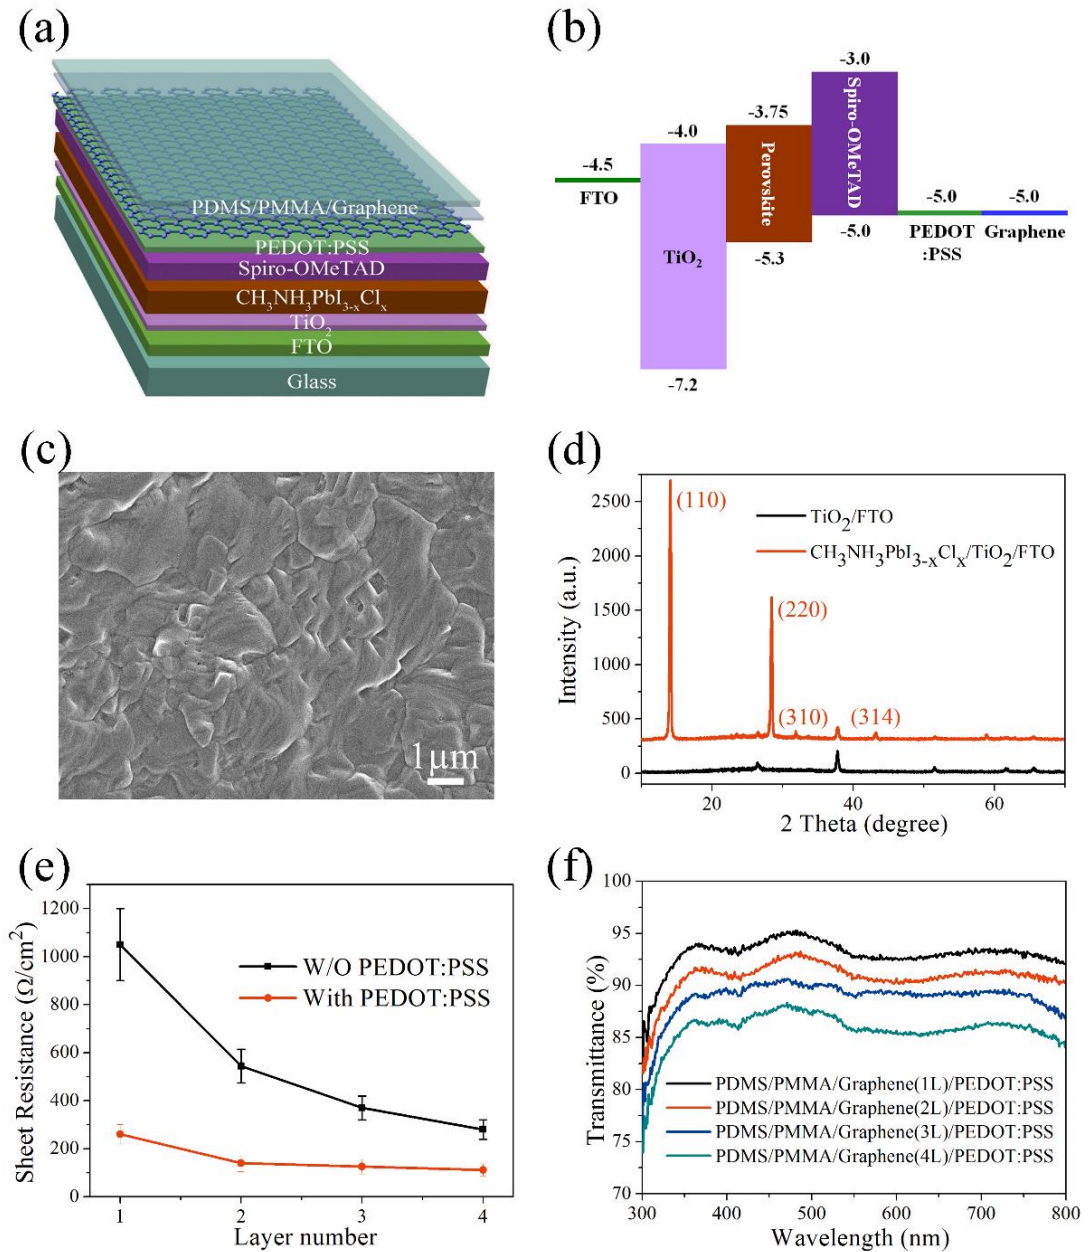 (a)
PDMS/PMMA/Graphene
PEDOT:PSS
Spiro-OMeTAD
CH₃NH₃PbI₃₋ₓClₓ
TiO₂
FTO
Glass
(b)
-3.0
-3.75
-4.0
-4.5
FTO
TiO₂
Perovskite
Spiro-OMeTAD
-5.0
-5.0
-5.0
PEDOT
:PSS
Graphene
-5.3
-7.2
(c)
1μm
(d)
2500
2000
1500
1000
500
0
Intensity (a.u.)
(110)
TiO₂/FTO
CH₃NH₃PbI₃₋ₓClₓ/TiO₂/FTO
(220)
(310)
(314)
20
40
60
2 Theta (degree)
(e)
1200
1000
800
600
400
200
0
Sheet Resistance (Ω/cm²)
W/O PEDOT:PSS
With PEDOT:PSS
1
2
3
4
Layer number
(f)
100
95
90
85
80
75
70
Transmittance (%)
PDMS/PMMA/Graphene(1L)/PEDOT:PSS
PDMS/PMMA/Graphene(2L)/PEDOT:PSS
PDMS/PMMA/Graphene(3L)/PEDOT:PSS
PDMS/PMMA/Graphene(4L)/PEDOT:PSS
300
400
500
600
700
800
Wavelength (nm)